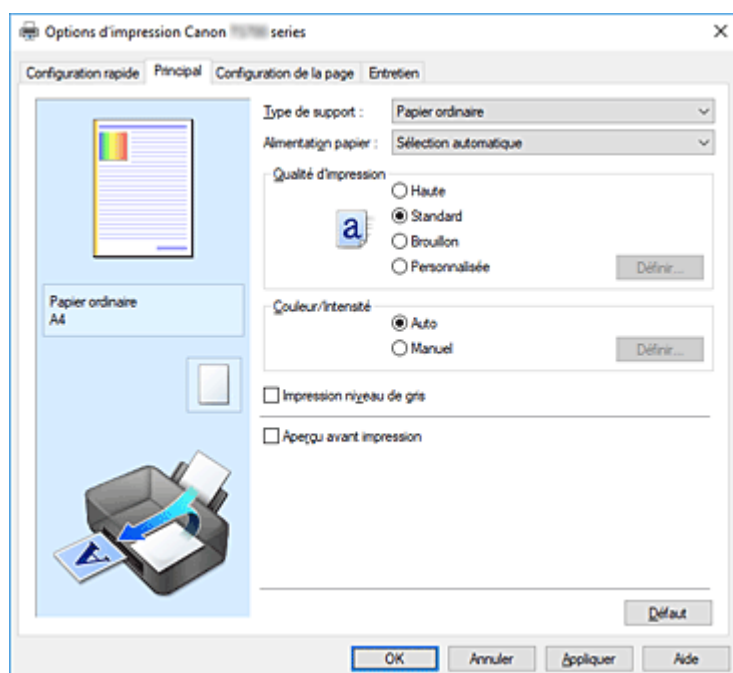 Options d'impression Canon series
Configuration rapide Principal Configuration de la page Entretien
Type de support : Papier ordinaire
Alimentation papier : Sélection automatique
Qualité d'impression
Haute
Standard
Brouillon
Personnalisée Définir...
Papier ordinaire
A4
Couleur/Intensité
Auto
Manuel Définir...
Impression niveau de gris
Aperçu avant impression
Défaut
OK Annuler Appliquer Aide